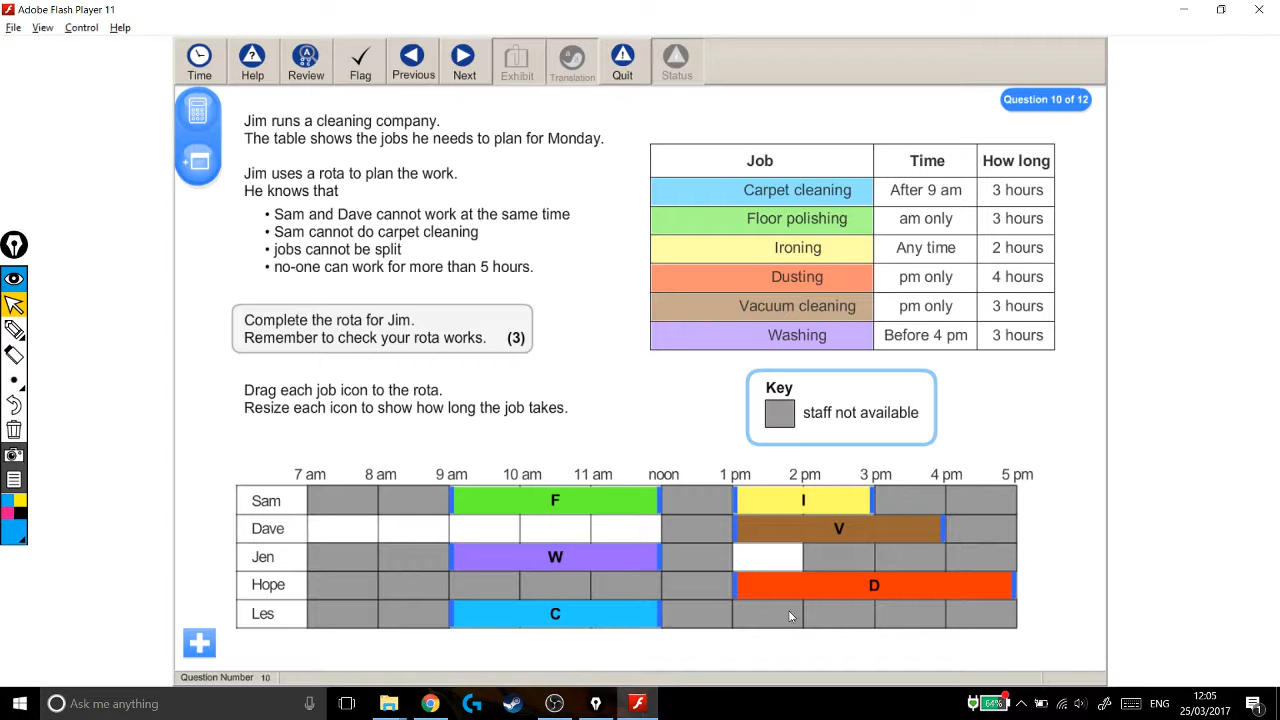 Adobe Flash Player 11
File View Control Help
Time Help Review Flag Previous Next Exhibit Translation Quit Status
Question 10 of 12
Jim runs a cleaning company.
The table shows the jobs he needs to plan for Monday.
Jim uses a rota to plan the work.
He knows that
• Sam and Dave cannot work at the same time
• Sam cannot do carpet cleaning
• jobs cannot be split
• no-one can work for more than 5 hours.
Complete the rota for Jim.
Remember to check your rota works. (3)
Drag each job icon to the rota.
Resize each icon to show how long the job takes.
Job Time How long
Carpet cleaning After 9 am 3 hours
Floor polishing am only 3 hours
Ironing Any time 2 hours
Dusting pm only 4 hours
Vacuum cleaning pm only 3 hours
Washing Before 4 pm 3 hours
Key
staff not available
7 am 8 am 9 am 10 am 11 am noon 1 pm 2 pm 3 pm 4 pm 5 pm
Sam F I
Dave V
Jen W
Hope D
Les C
Question Number 10
Ask me anything
64%
ENG
12:05
25/03/2017